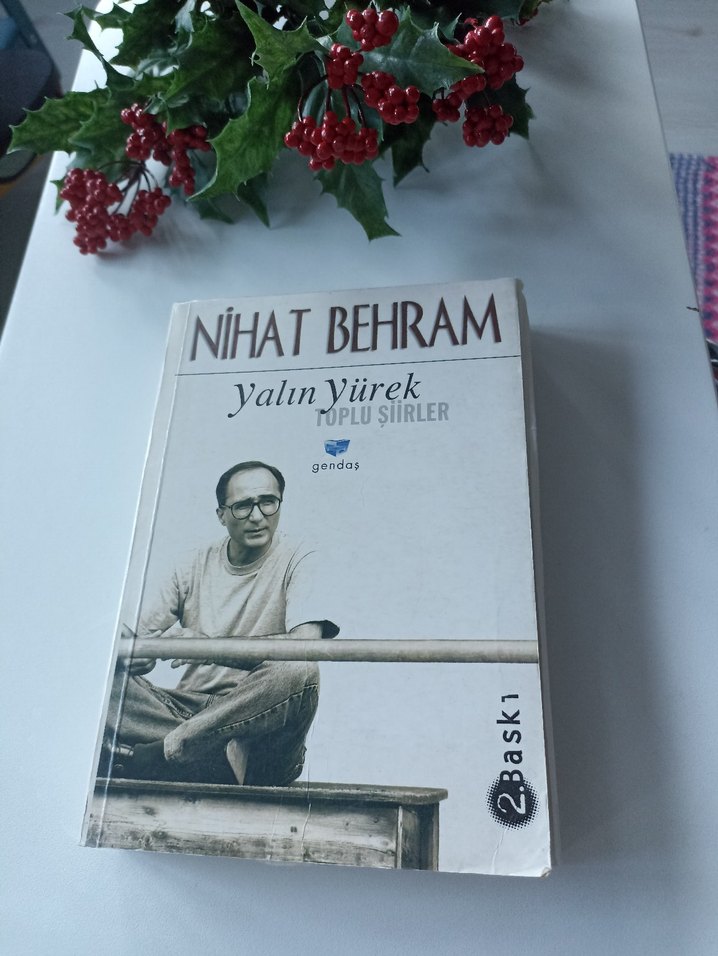 NİHAT BEHRAM
Yalın Yürek
TOPLU ŞİİRLER
gendaş
2.Baskı